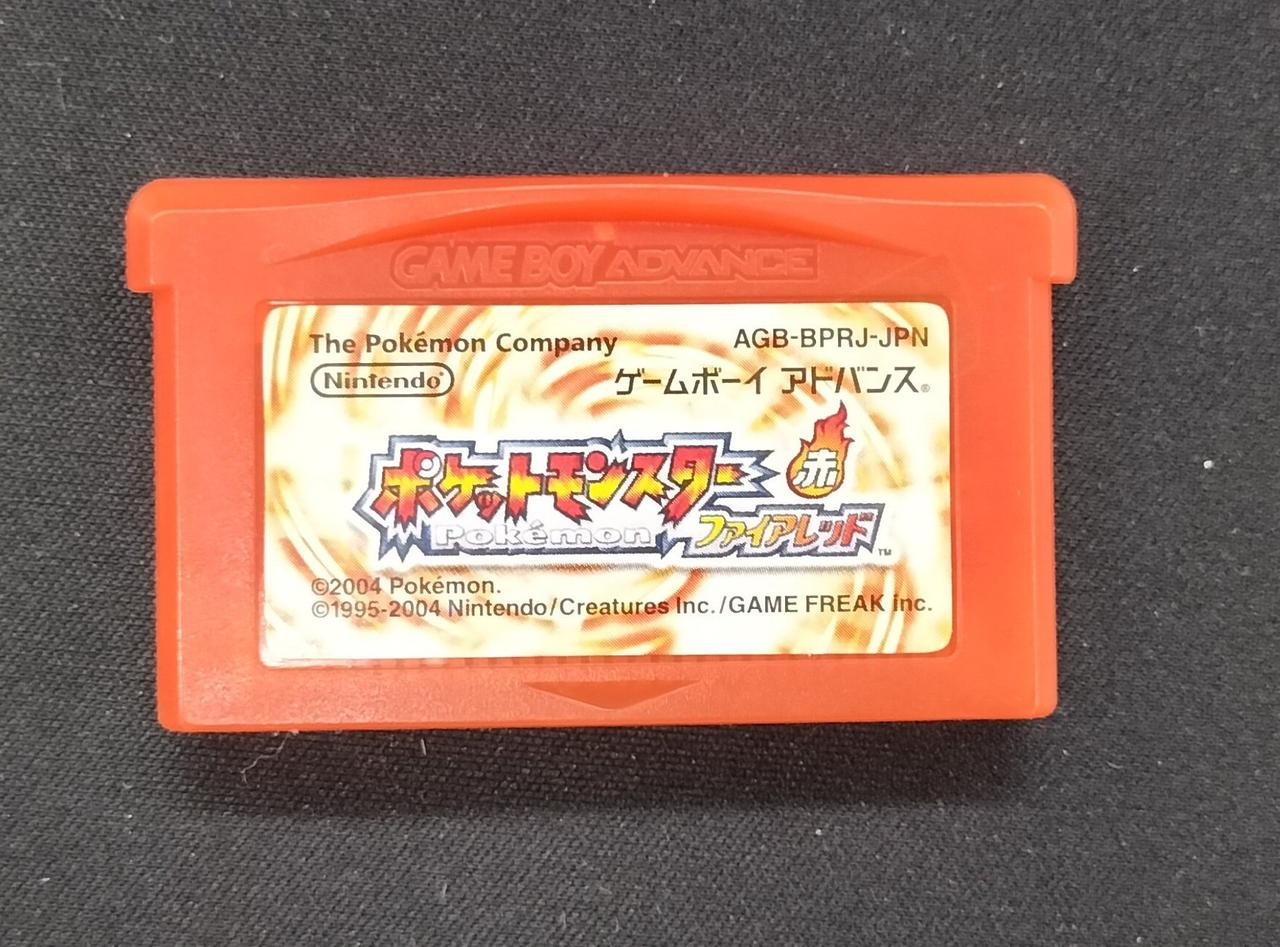 GAME BOY ADVANCE
The Pokémon Company AGB-BPRJ-JPN
Nintendo® ゲームボーイ アドバンス®
ポケットモンスター 赤
Pokémon ファイアレッド™
©2004 Pokémon.
©1995-2004 Nintendo/Creatures Inc./GAME FREAK inc.